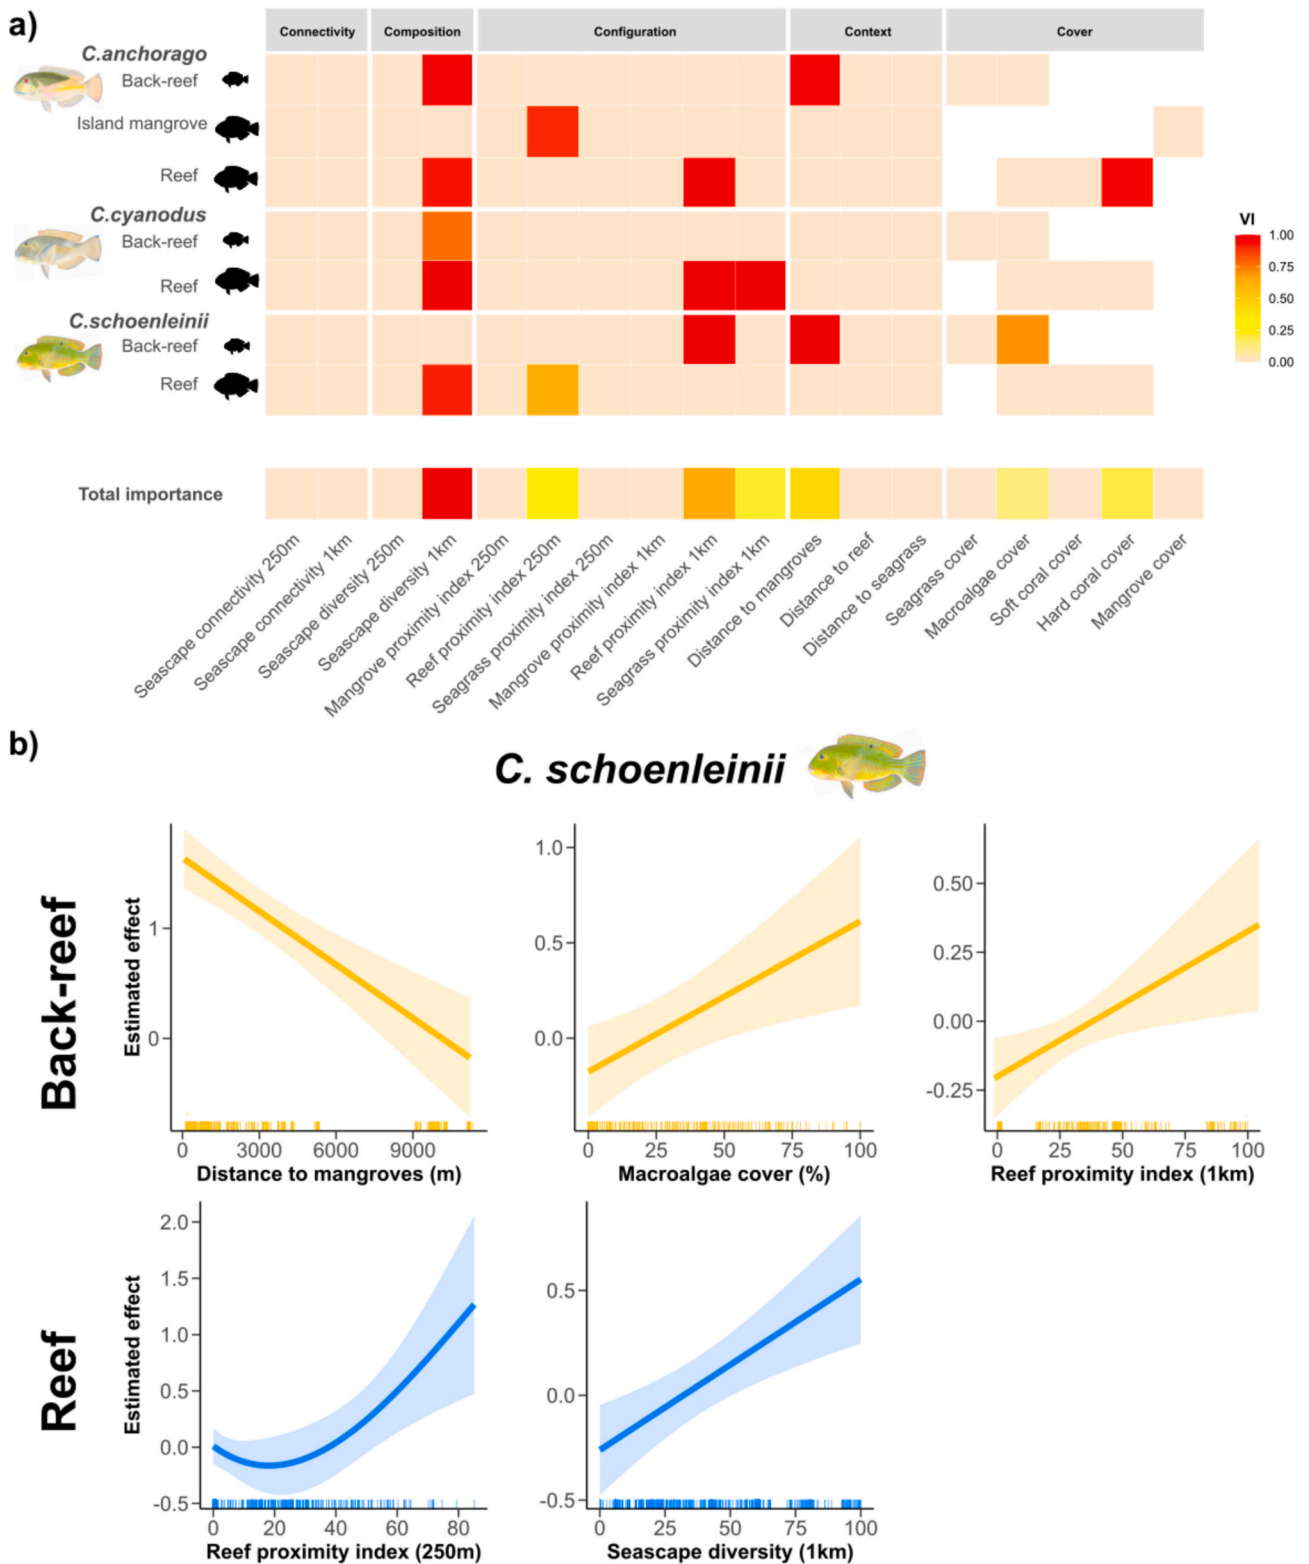 a)
Connectivity Composition Configuration Context Cover
C.anchorago
Back-reef
Island mangrove
Reef
C.cyanodus
Back-reef
Reef
C.schoenleinii
Back-reef
Reef
VI
1.00
0.75
0.50
0.25
0.00
Total importance
Seascape connectivity 250m
Seascape connectivity 1km
Seascape diversity 250m
Seascape diversity 1km
Mangrove proximity index 250m
Reef proximity index 250m
Seagrass proximity index 250m
Mangrove proximity index 1km
Reef proximity index 1km
Seagrass proximity index 1km
Distance to mangroves
Distance to reef
Distance to seagrass
Seagrass cover
Macroalgae cover
Soft coral cover
Hard coral cover
Mangrove cover
b)
C. schoenleinii
Back-reef
Estimated effect
1
0
0 3000 6000 9000
Distance to mangroves (m)
1.0
0.5
0.0
0 25 50 75 100
Macroalgae cover (%)
0.50
0.25
0.00
-0.25
0 25 50 75 100
Reef proximity index (1km)
Reef
Estimated effect
2.0
1.5
1.0
0.5
0.0
-0.5
0 20 40 60 80
Reef proximity index (250m)
0.5
0.0
-0.5
0 25 50 75 100
Seascape diversity (1km)